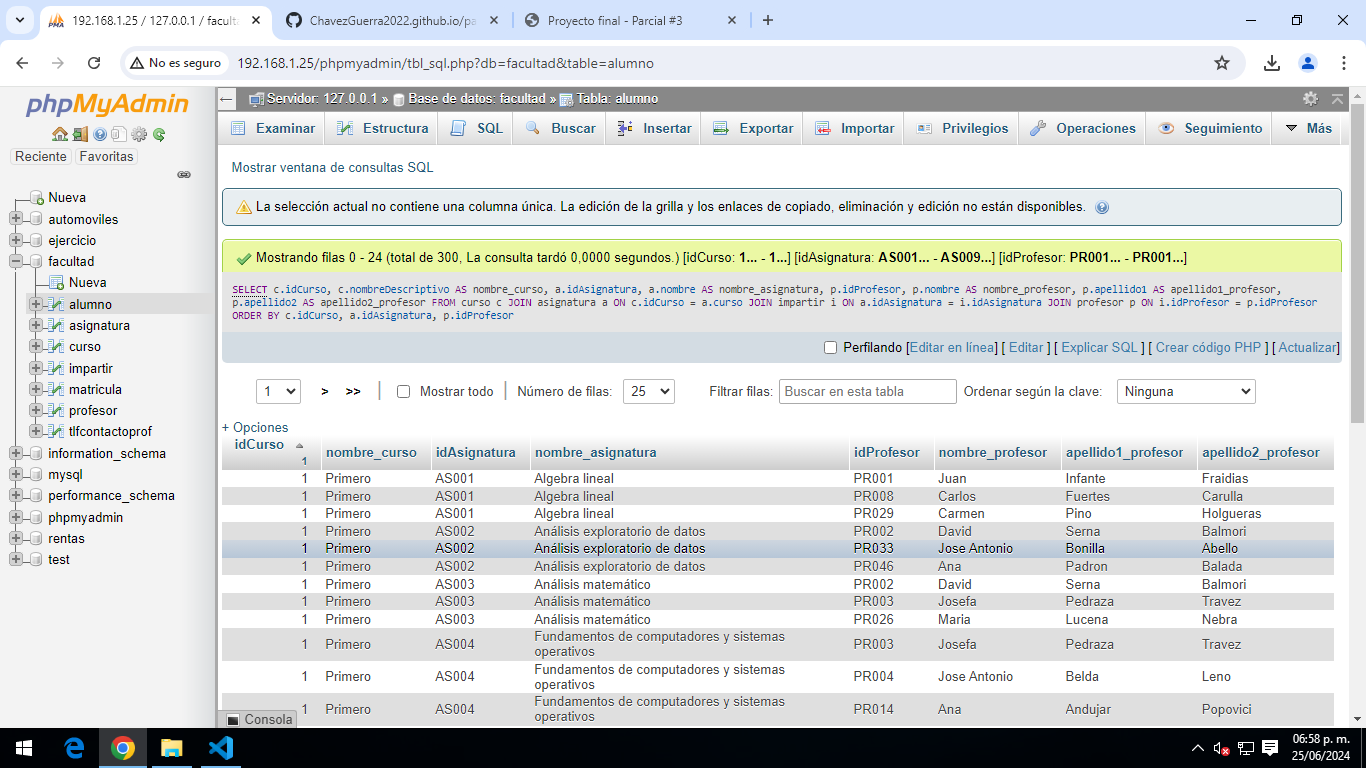 192.168.1.25 / 127.0.0.1 / faculta
ChavezGuerra2022.github.io/pa
Proyecto final - Parcial #3
No es seguro
192.168.1.25/phpmyadmin/tbl_sql.php?db=facultad&table=alumno
phpMyAdmin
Reciente
Favoritas
Nueva
automoviles
ejercicio
facultad
Nueva
alumno
asignatura
curso
impartir
matricula
profesor
tlfcontactoprof
information_schema
mysql
performance_schema
phpmyadmin
rentas
test
Servidor: 127.0.0.1 » Base de datos: facultad » Tabla: alumno
Examinar Estructura SQL Buscar Insertar Exportar Importar Privilegios Operaciones Seguimiento Más
Mostrar ventana de consultas SQL
La selección actual no contiene una columna única. La edición de la grilla y los enlaces de copiado, eliminación y edición no están disponibles.
Mostrando filas 0 - 24 (total de 300, La consulta tardó 0,0000 segundos.) [idCurso: 1... - 1...] [idAsignatura: AS001... - AS009...] [idProfesor: PR001... - PR001...]
SELECT c.idCurso, c.nombreDescriptivo AS nombre_curso, a.idAsignatura, a.nombre AS nombre_asignatura, p.idProfesor, p.nombre AS nombre_profesor, p.apellido1 AS apellido1_profesor,
p.apellido2 AS apellido2_profesor FROM curso c JOIN asignatura a ON c.idCurso = a.curso JOIN impartir i ON a.idAsignatura = i.idAsignatura JOIN profesor p ON i.idProfesor = p.idProfesor
ORDER BY c.idCurso, a.idAsignatura, p.idProfesor
Perfilando [Editar en línea] [ Editar ] [ Explicar SQL ] [ Crear código PHP ] [ Actualizar]
1 > >> | Mostrar todo | Número de filas: 25 Filtrar filas: Buscar en esta tabla Ordenar según la clave: Ninguna
+ Opciones
idCurso 1 nombre_curso idAsignatura nombre_asignatura idProfesor nombre_profesor apellido1_profesor apellido2_profesor
1 Primero AS001 Algebra lineal PR001 Juan Infante Fraidias
1 Primero AS001 Algebra lineal PR008 Carlos Fuertes Carulla
1 Primero AS001 Algebra lineal PR029 Carmen Pino Holgueras
1 Primero AS002 Análisis exploratorio de datos PR002 David Serna Balmori
1 Primero AS002 Análisis exploratorio de datos PR033 Jose Antonio Bonilla Abello
1 Primero AS002 Análisis exploratorio de datos PR046 Ana Padron Balada
1 Primero AS003 Análisis matemático PR002 David Serna Balmori
1 Primero AS003 Análisis matemático PR003 Josefa Pedraza Travez
1 Primero AS003 Análisis matemático PR026 Maria Lucena Nebra
1 Primero AS004 Fundamentos de computadores y sistemas operativos PR003 Josefa Pedraza Travez
1 Primero AS004 Fundamentos de computadores y sistemas operativos PR004 Jose Antonio Belda Leno
1 Primero AS004 Fundamentos de computadores y sistemas operativos PR014 Ana Andujar Popovici
Consola
06:58 p. m.
25/06/2024